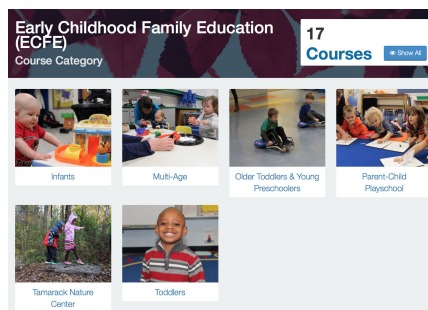 Early Childhood Family Education
(ECFE)
Course Category
17
Courses
Show All
Infants
Multi-Age
Older Toddlers & Young
Preschoolers
Parent-Child
Playschool
Tamarack Nature
Center
Toddlers